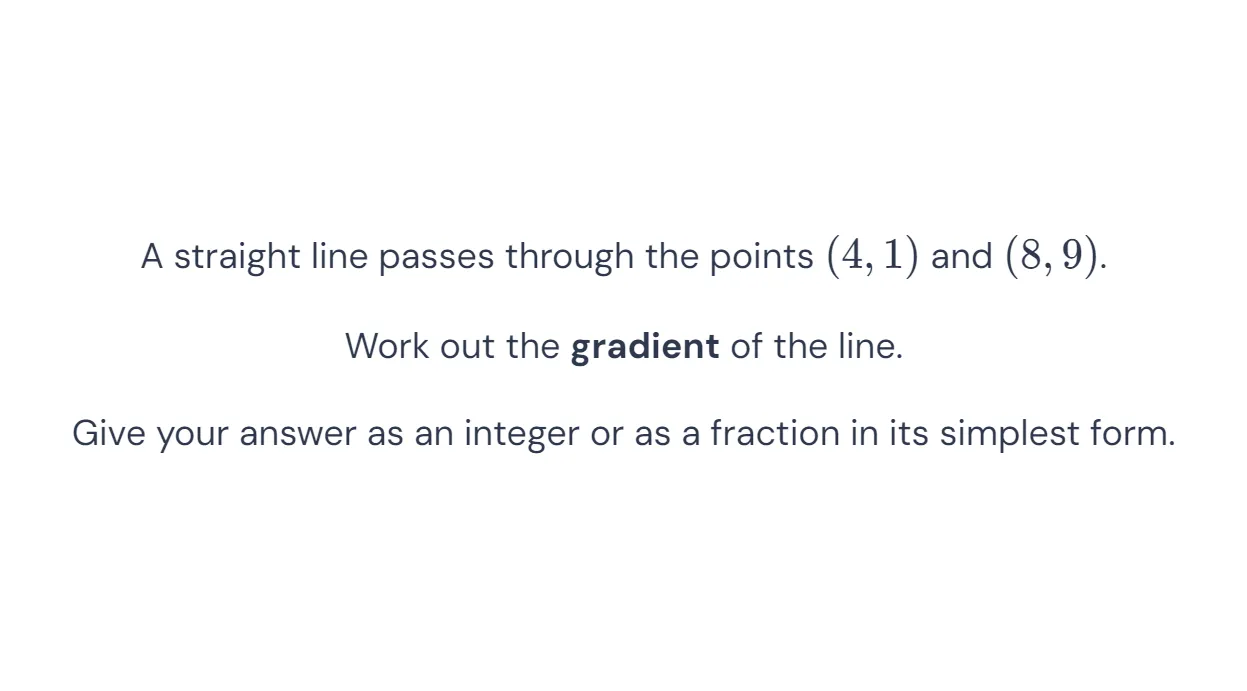 A straight line passes through the points (4, 1) and (8, 9).
Work out the gradient of the line.
Give your answer as an integer or as a fraction in its simplest form.